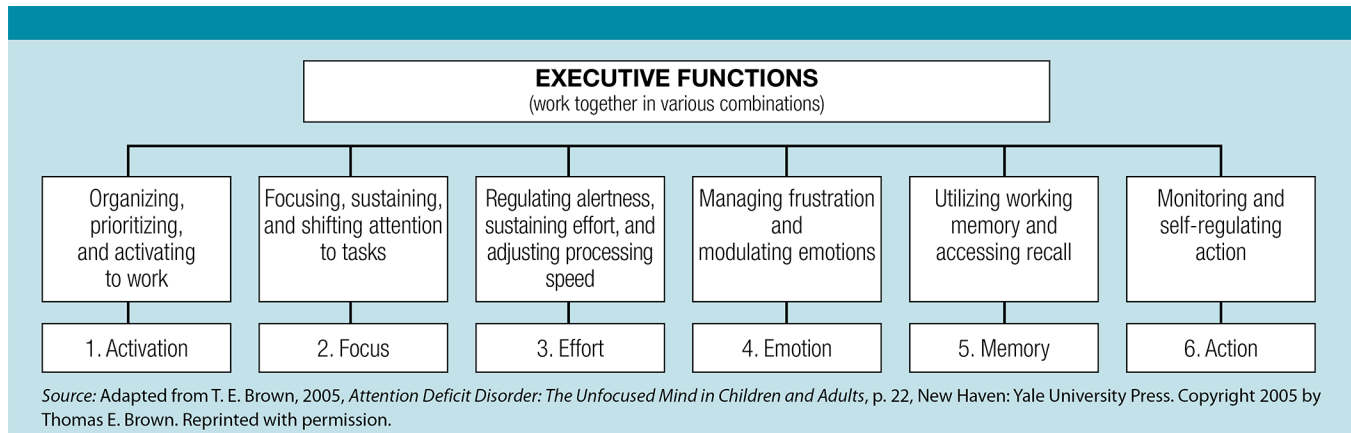 EXECUTIVE FUNCTIONS
(work together in various combinations)
Organizing,
prioritizing,
and activating
to work
1. Activation
Focusing, sustaining,
and shifting attention
to tasks
2. Focus
Regulating alertness,
sustaining effort, and
adjusting processing
speed
3. Effort
Managing frustration
and
modulating emotions
4. Emotion
Utilizing working
memory and
accessing recall
5. Memory
Monitoring and
self-regulating
action
6. Action
Source: Adapted from T. E. Brown, 2005, Attention Deficit Disorder: The Unfocused Mind in Children and Adults, p. 22, New Haven: Yale University Press. Copyright 2005 by
Thomas E. Brown. Reprinted with permission.